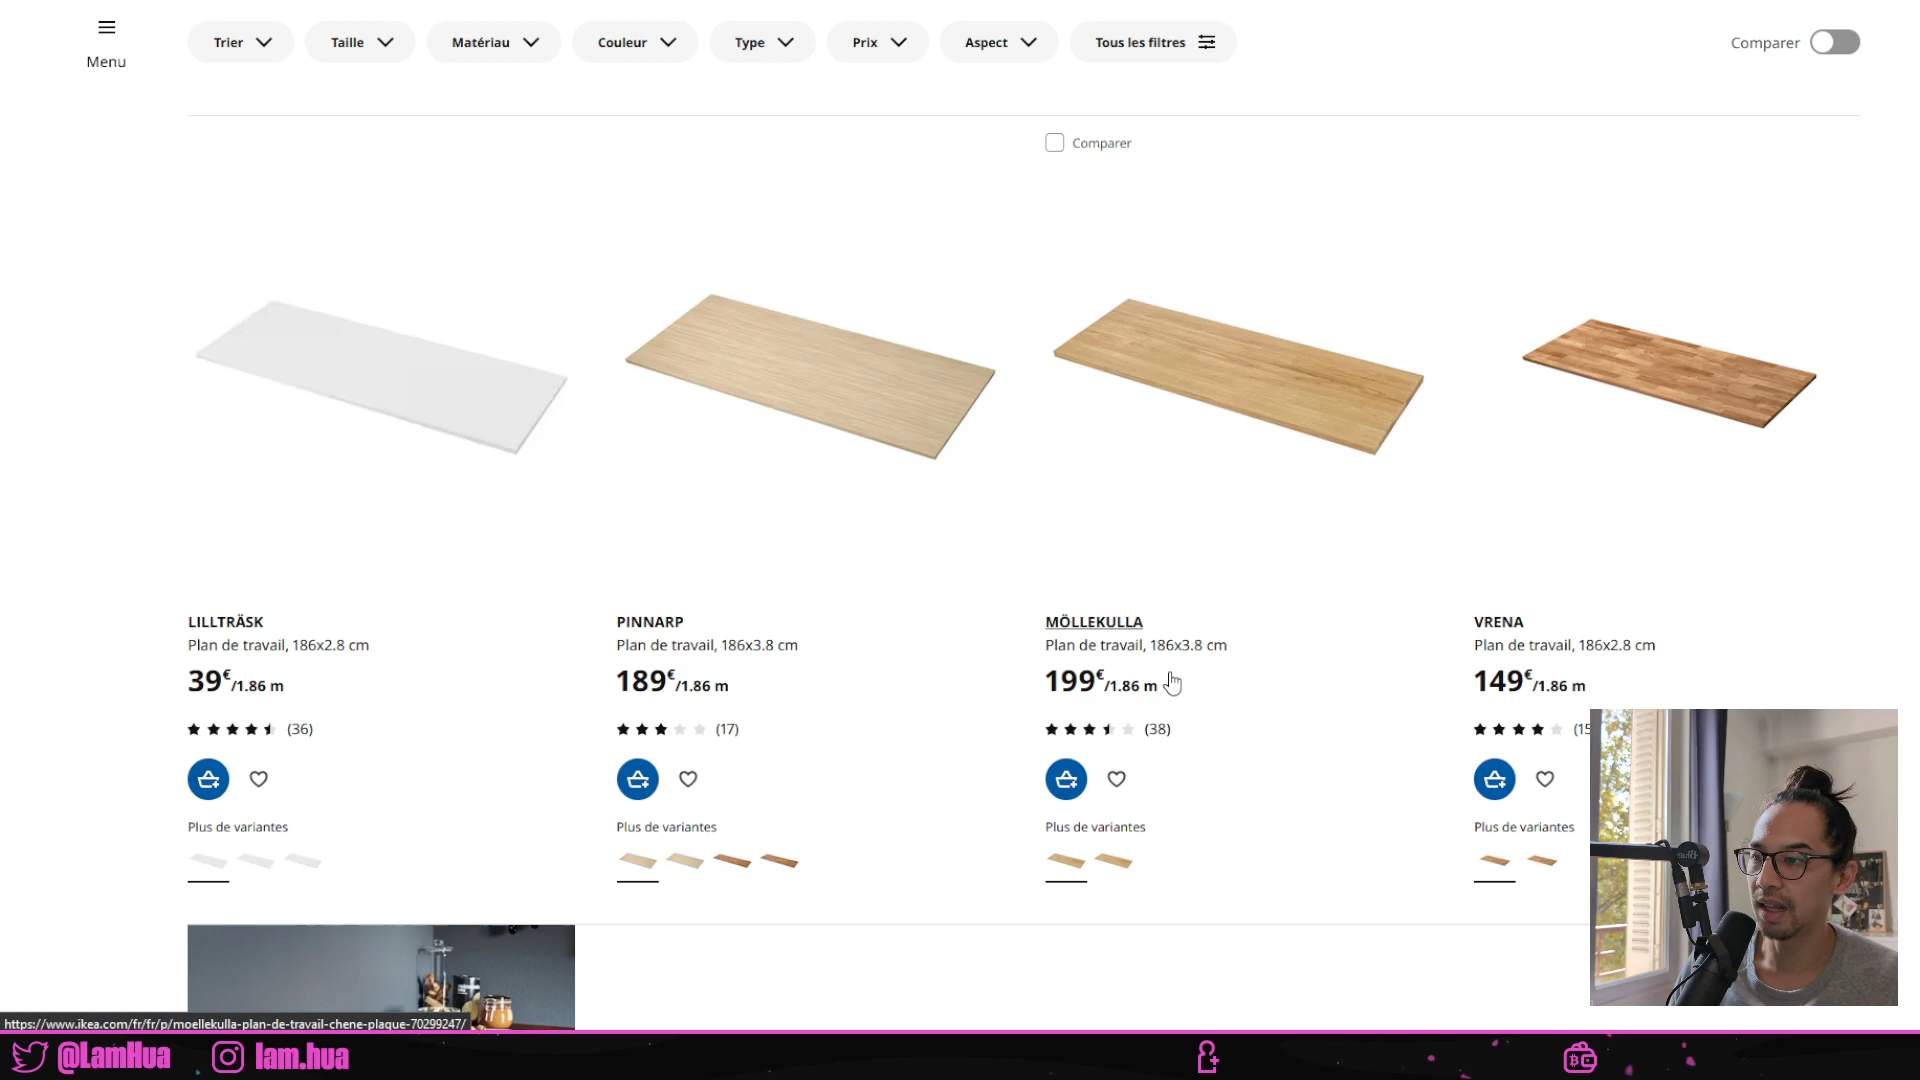 Menu
Trier
Taille
Matériau
Couleur
Type
Prix
Aspect
Tous les filtres
Comparer
Comparer
LILLTRÄSK
Plan de travail, 186x2.8 cm
39€/1.86 m
(36)
Plus de variantes
PINNARP
Plan de travail, 186x3.8 cm
189€/1.86 m
(17)
Plus de variantes
MÖLLEKULLA
Plan de travail, 186x3.8 cm
199€/1.86 m
(38)
Plus de variantes
VRENA
Plan de travail, 186x2.8 cm
149€/1.86 m
Plus de variantes
https://www.ikea.com/fr/fr/p/moellekulla-plan-de-travail-chene-plaque-70299247/
@LamHua
lam.hua